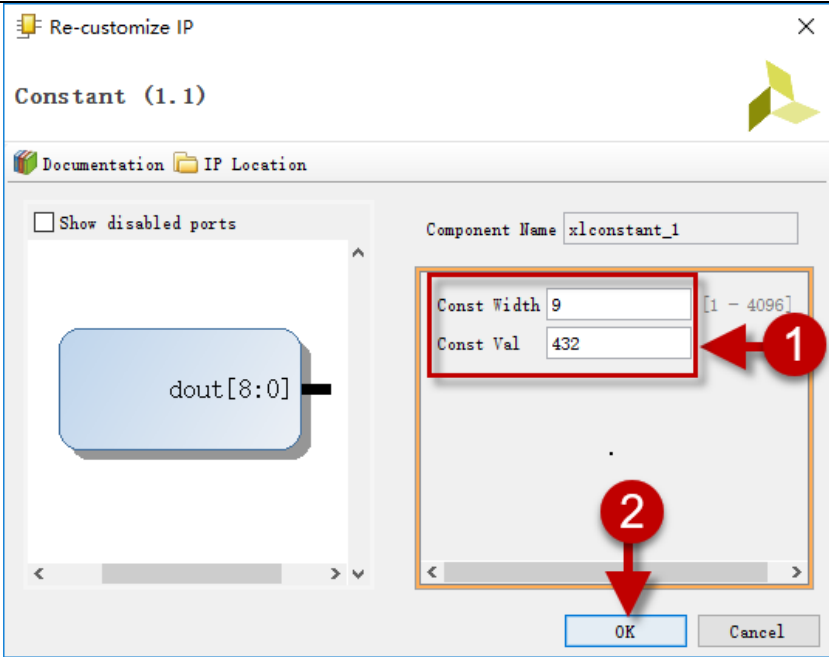 Re-customize IP
Constant (1.1)
Documentation IP Location
Show disabled ports
dout[8:0]
Component Name xlconstant_1
Const Width 9 [1 - 4096]
Const Val 432
1
2
OK Cancel